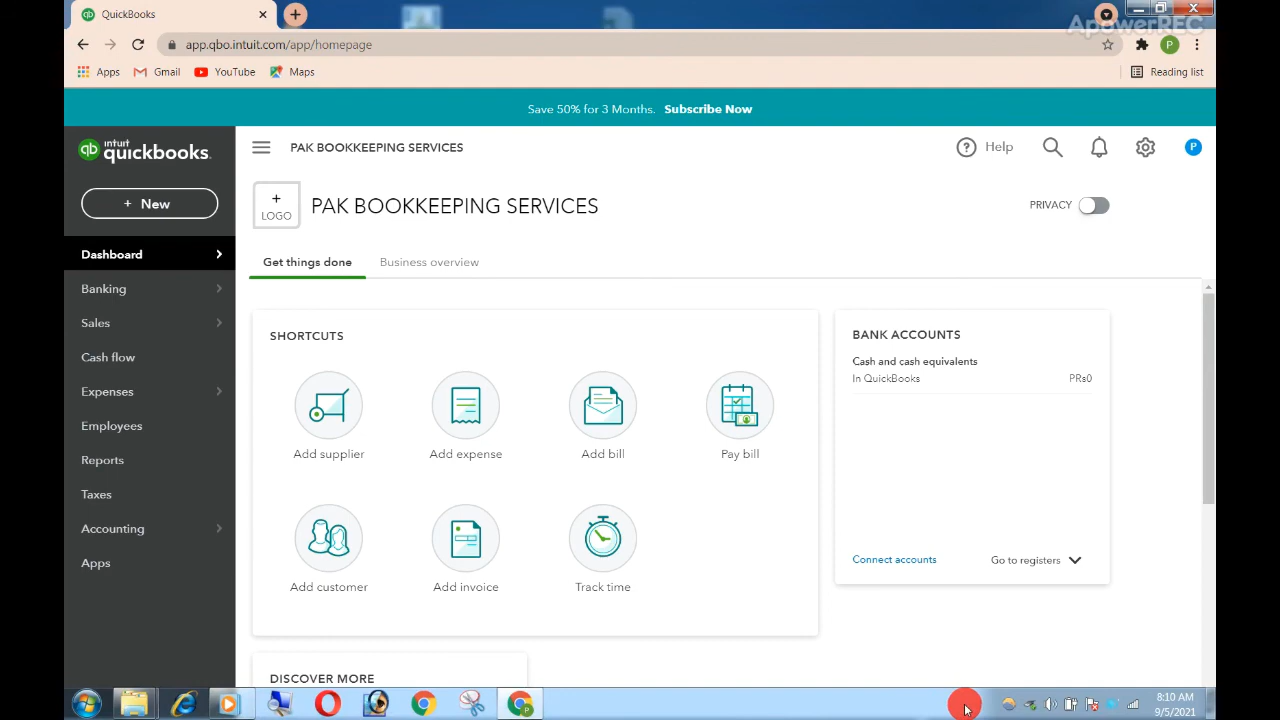 QuickBooks
ApowerREC
app.qbo.intuit.com/app/homepage
P
Apps
Gmail
YouTube
Maps
Reading list
Save 50% for 3 Months. Subscribe Now
qb intuit quickbooks.
PAK BOOKKEEPING SERVICES
Help
P
+ New
+
LOGO
PAK BOOKKEEPING SERVICES
PRIVACY
Dashboard
Banking
Sales
Cash flow
Expenses
Employees
Reports
Taxes
Accounting
Apps
Get things done
Business overview
SHORTCUTS
Add supplier
Add expense
Add bill
Pay bill
Add customer
Add invoice
Track time
BANK ACCOUNTS
Cash and cash equivalents
In QuickBooks
PRs0
Connect accounts
Go to registers
DISCOVER MORE
8:10 AM
9/5/2021